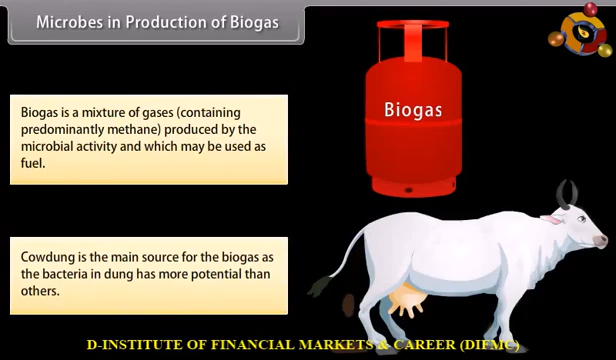 Microbes in Production of Biogas
Biogas is a mixture of gases (containing
predominantly methane) produced by the
microbial activity and which may be used as
fuel.
Biogas
Cowdung is the main source for the biogas as
the bacteria in dung has more potential than
others.
D-INSTITUTE OF FINANCIAL MARKETS & CAREER (DIFMC)